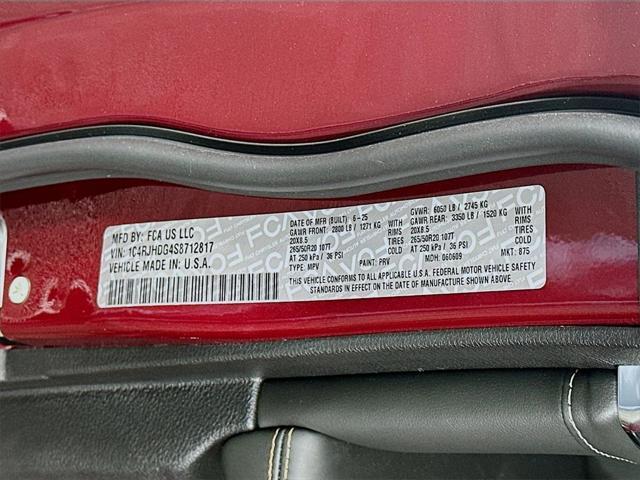 MFD BY: FCA US LLC
VIN: 1C4RJHDG4S8712817
VEHICLE MADE IN: U.S.A.
DATE OF MFR (BUILT) 6-25
GVWR: 6050 LB / 2745 KG
GAWR FRONT: 2800 LB / 1271 KG WITH
GAWR REAR: 3350 LB / 1520 KG WITH
20X8.5 RIMS
20X8.5 RIMS
265/50R20 107T TIRES
265/50R20 107T TIRES
AT 250 kPa / 36 PSI COLD
AT 250 kPa / 36 PSI COLD
TYPE: MPV PAINT: PRV MDH: 060609 MKT: 875
THIS VEHICLE CONFORMS TO ALL APPLICABLE U.S.A. FEDERAL MOTOR VEHICLE SAFETY
STANDARDS IN EFFECT ON THE DATE OF MANUFACTURE SHOWN ABOVE.